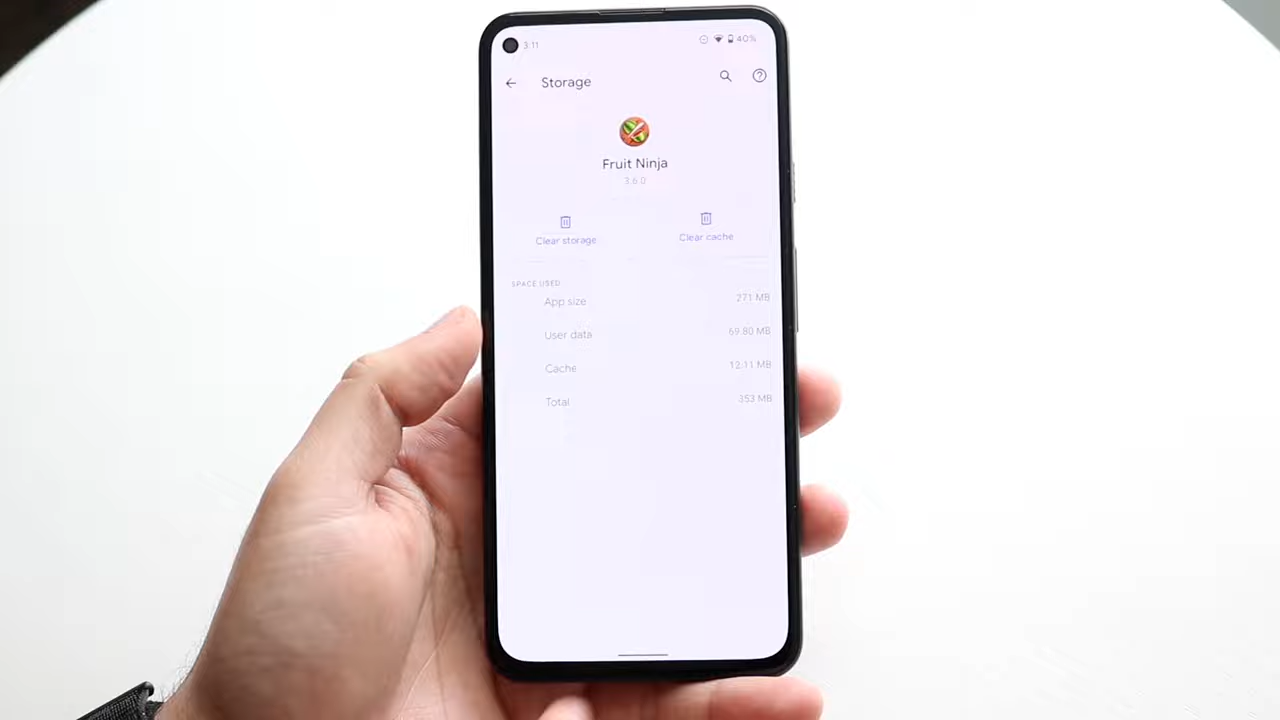 3:11
40%
Storage
Fruit Ninja
3.6.0
Clear storage
Clear cache
SPACE USED
App size
271 MB
User data
69.80 MB
Cache
12.11 MB
Total
353 MB